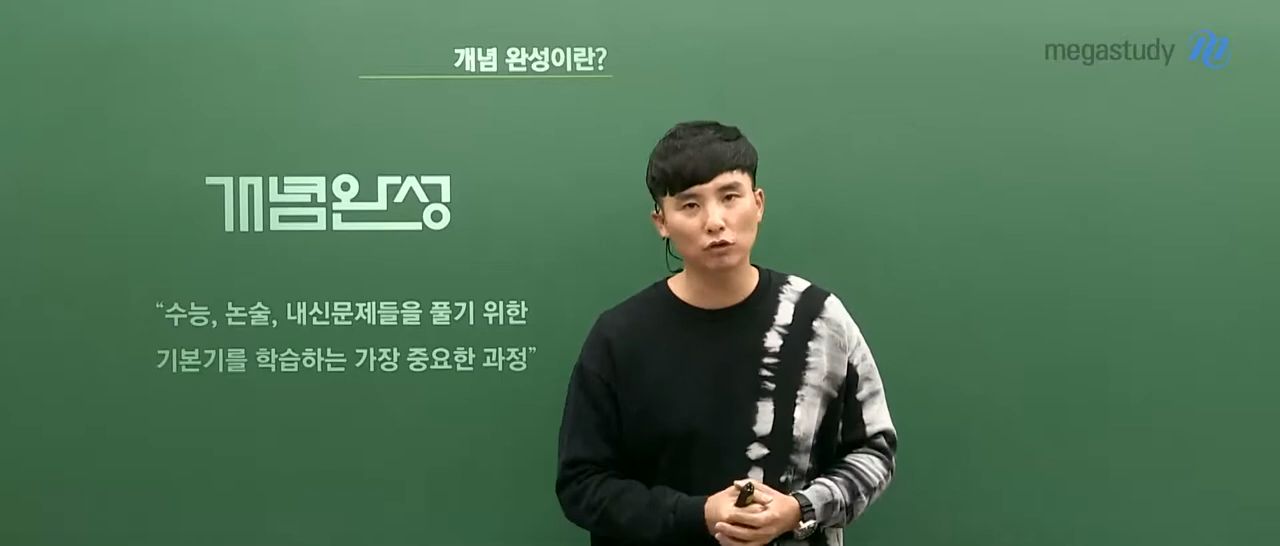 개념 완성이란?
megastudy
개념완성
“수능, 논술, 내신문제들을 풀기 위한
기본기를 학습하는 가장 중요한 과정”